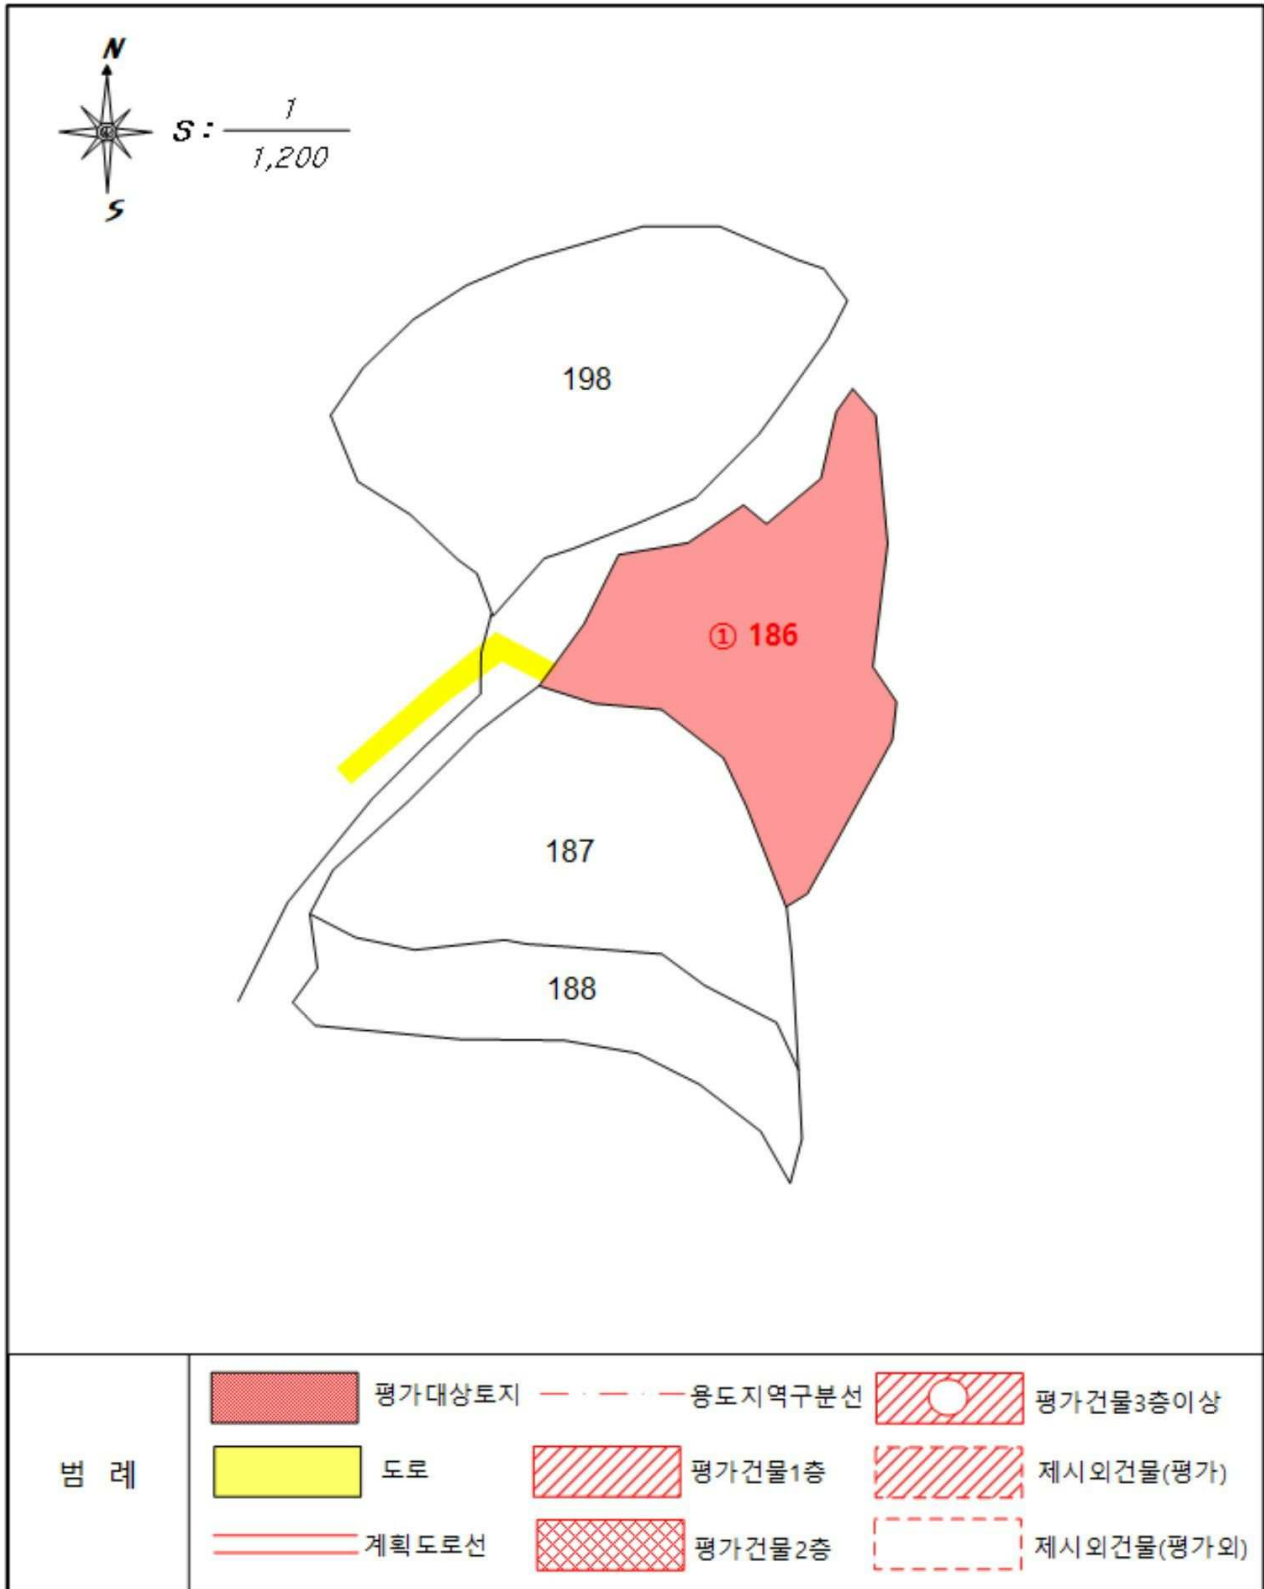 N
S : 1
1,200
S
198
① 186
187
188
범 례
평가대상토지
용도지역구분선
평가건물3층이상
도로
평가건물1층
제시외건물(평가)
계획도로선
평가건물2층
제시외건물(평가외)